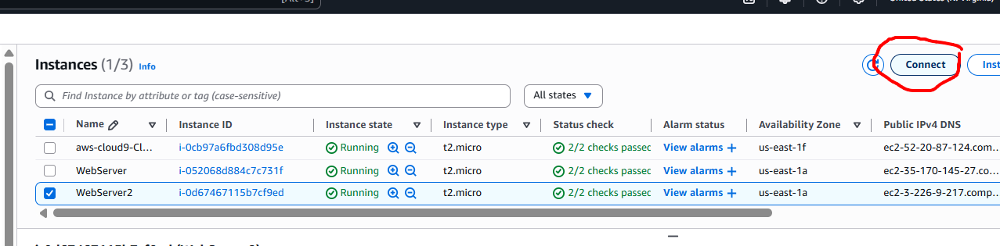 Instances (1/3) Info
Connect
Find Instance by attribute or tag (case-sensitive)
All states
Name Instance ID Instance state Instance type Status check Alarm status Availability Zone Public IPv4 DNS
aws-cloud9-Cl... i-0cb97a6fbd308d95e Running t2.micro 2/2 checks passec View alarms + us-east-1f ec2-52-20-87-124.com...
WebServer i-052068d884c7c731f Running t2.micro 2/2 checks passec View alarms + us-east-1a ec2-35-170-145-27.co...
WebServer2 i-0d67467115b7cf9ed Running t2.micro 2/2 checks passec View alarms + us-east-1a ec2-3-226-9-217.comp...